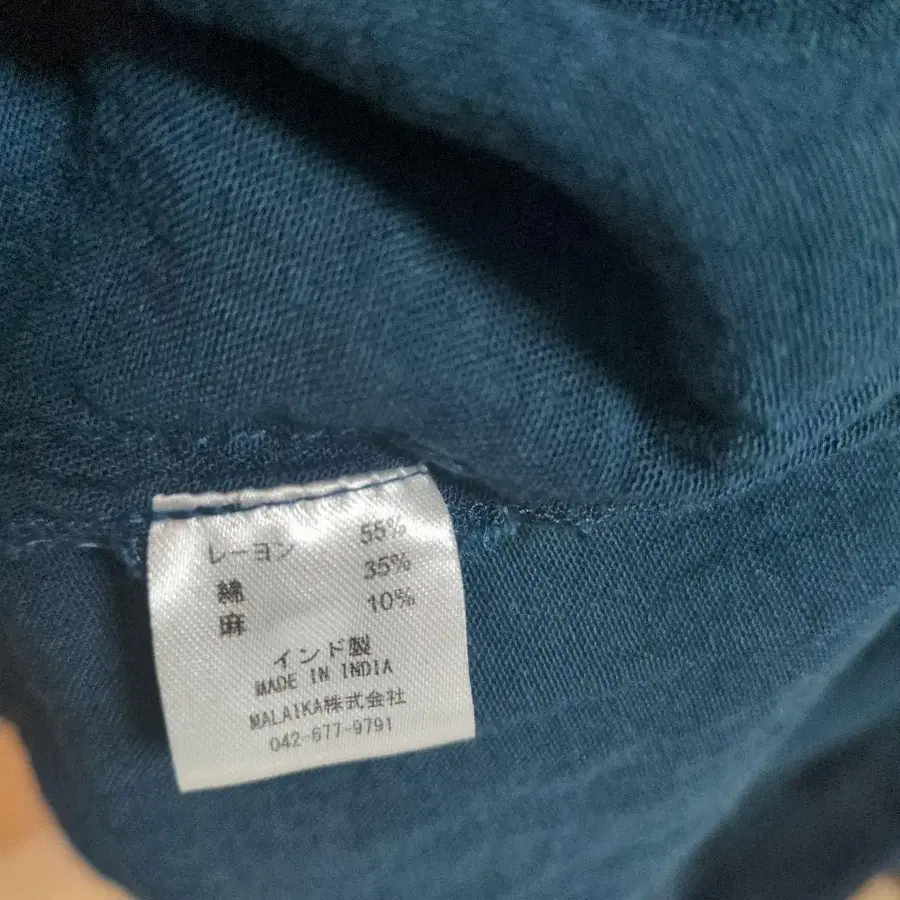 レーヨン 55%
綿 35%
麻 10%
インド製
MADE IN INDIA
MALAIKA株式会社
042-677-9791